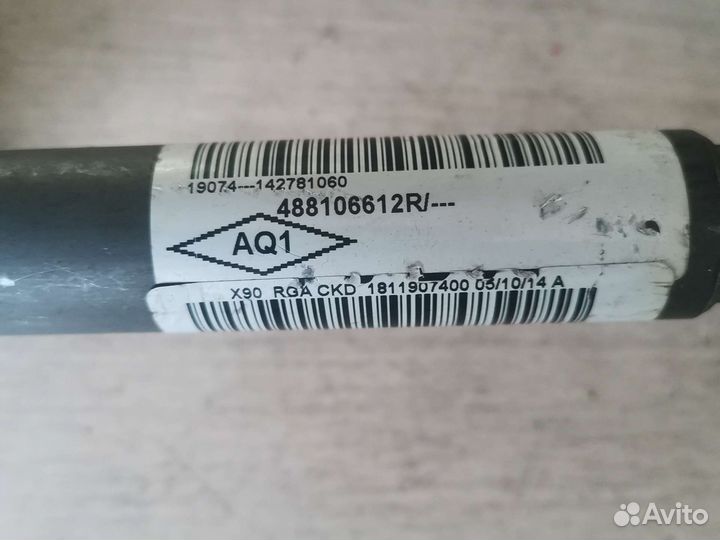 19074---142781060
488106612R/---
AQ1
X90 RGA CKD 1811907400 05/10/14 A
Avito